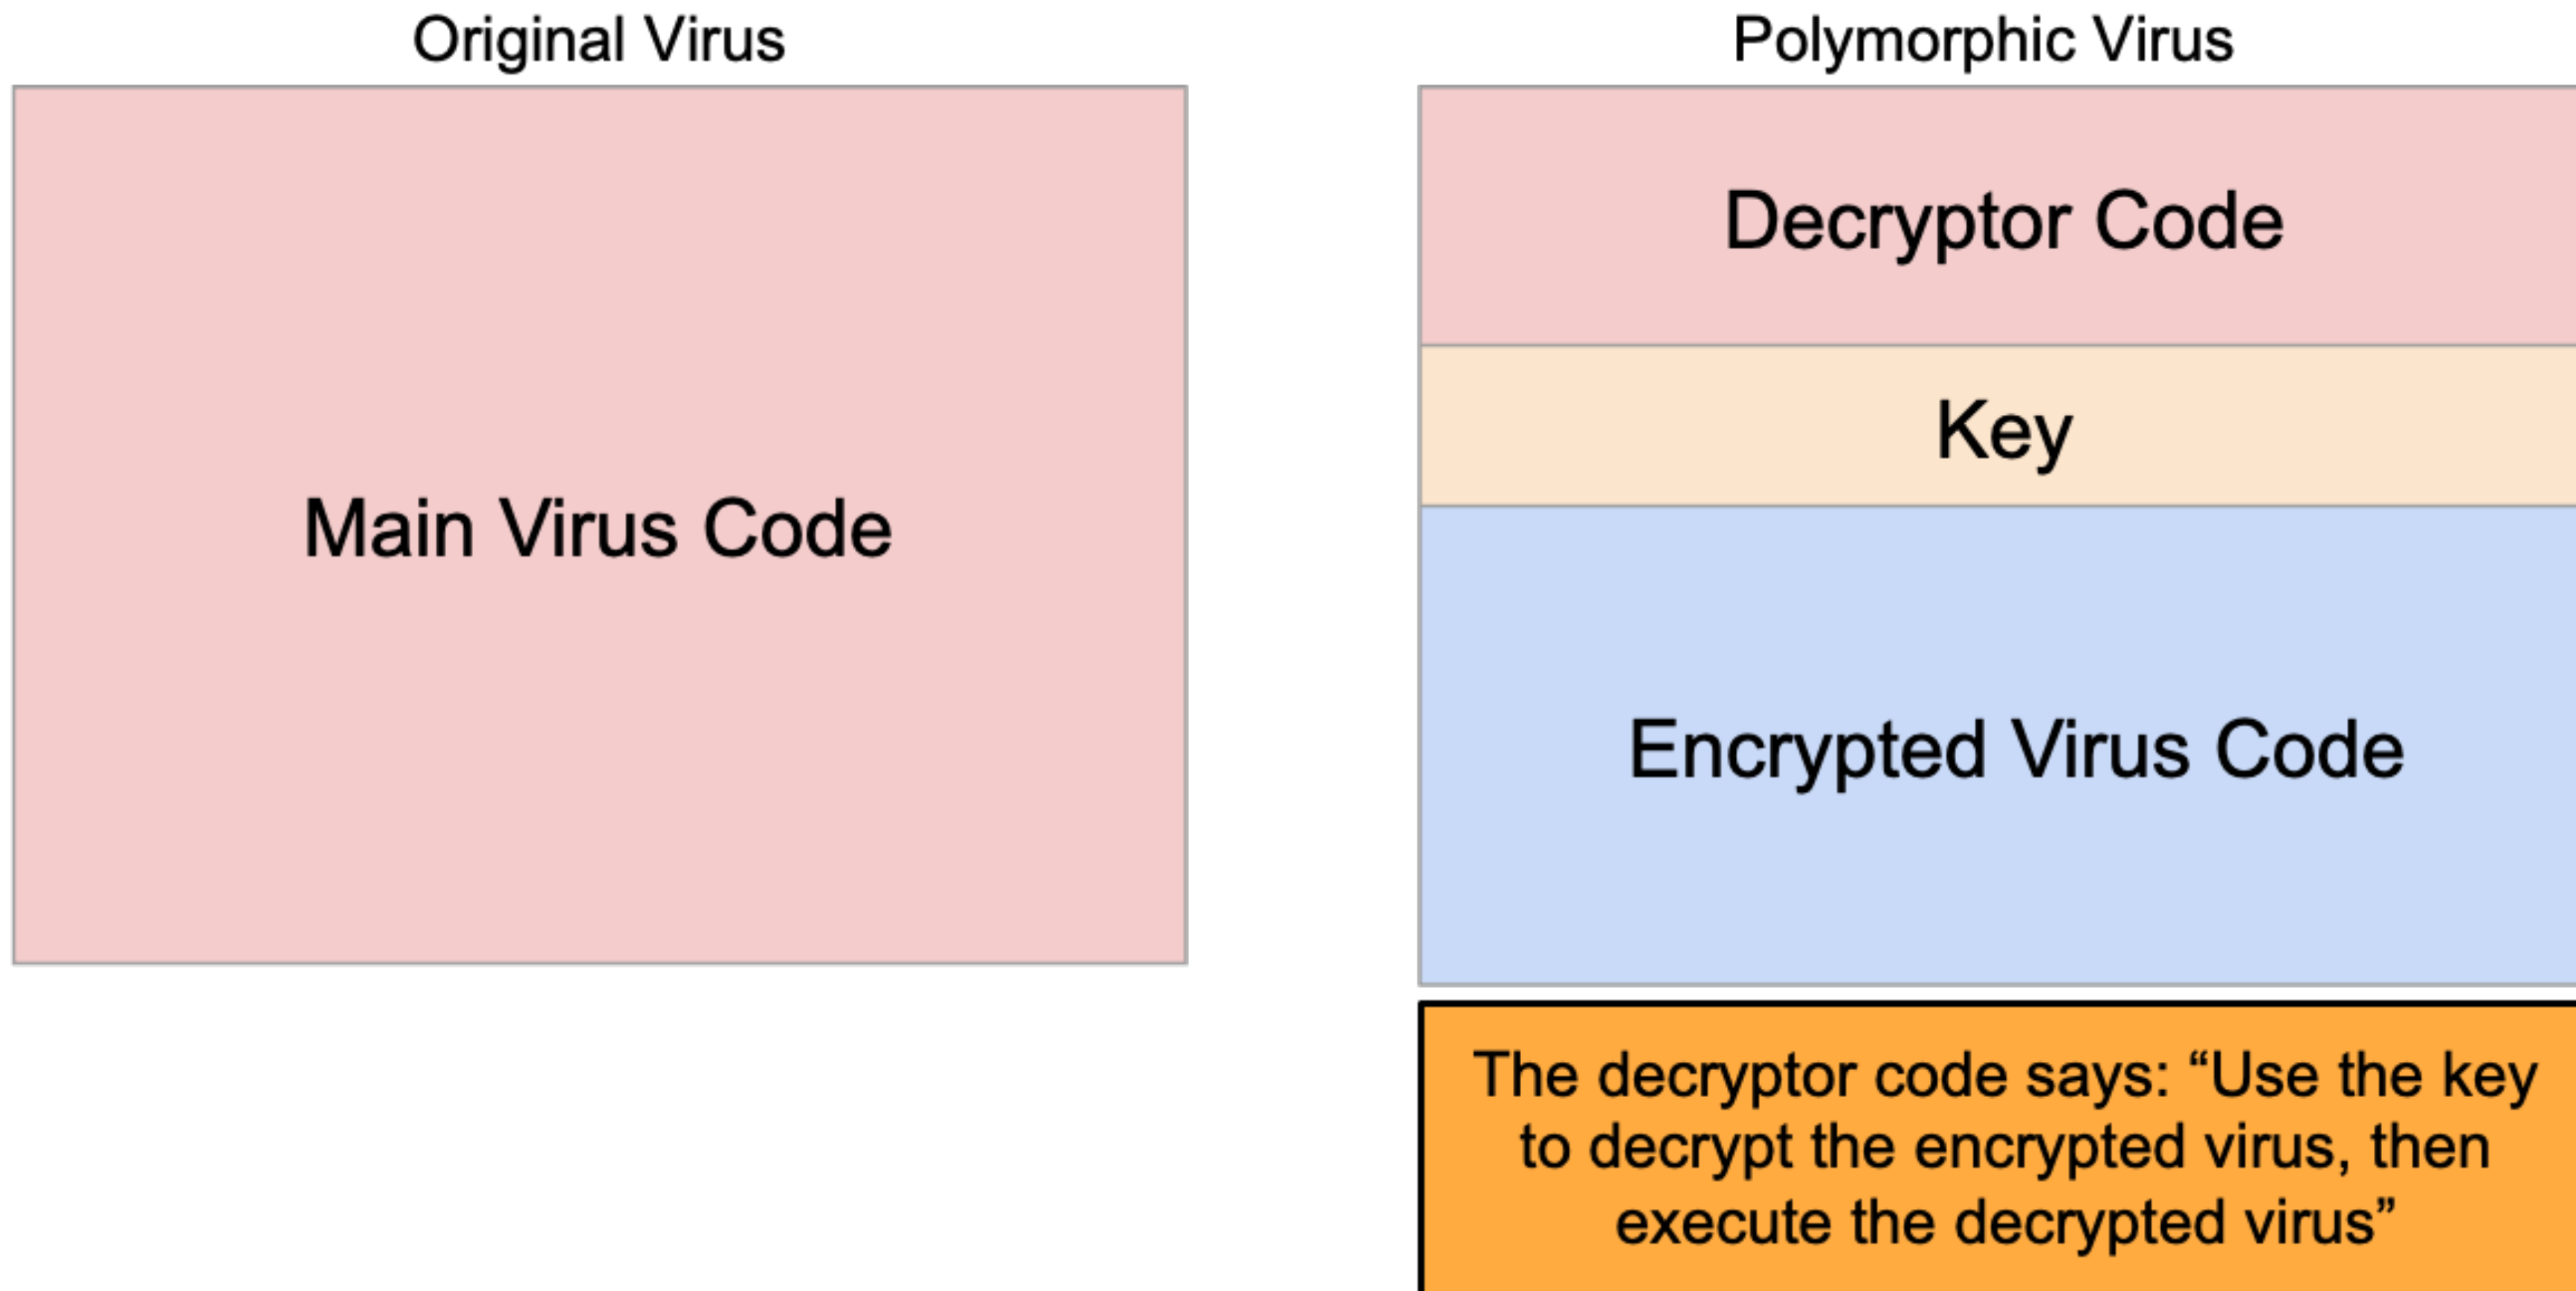 Original Virus
Main Virus Code
Polymorphic Virus
Decryptor Code
Key
Encrypted Virus Code
The decryptor code says: “Use the key
to decrypt the encrypted virus, then
execute the decrypted virus”